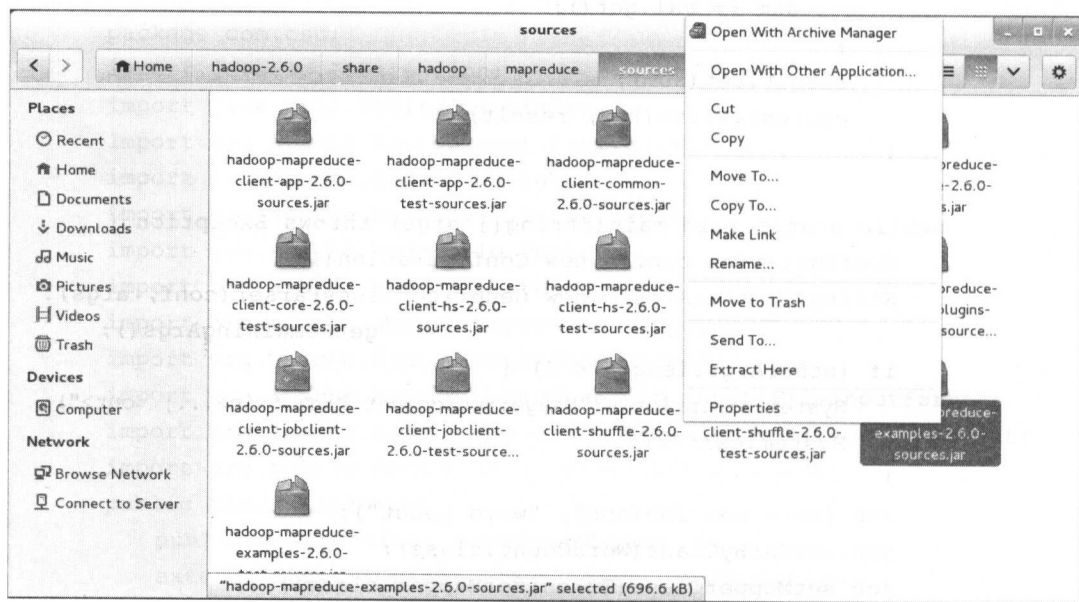 sources
Home
hadoop-2.6.0
share
hadoop
mapreduce
sources
Places
Recent
Home
Documents
Downloads
Music
Pictures
Videos
Trash
Devices
Computer
Network
Browse Network
Connect to Server
hadoop-mapreduce-
client-app-2.6.0-
sources.jar
hadoop-mapreduce-
client-app-2.6.0-
test-sources.jar
hadoop-mapreduce-
client-common-
2.6.0-sources.jar
hadoop-mapreduce-
client-core-2.6.0-
test-sources.jar
hadoop-mapreduce-
client-hs-2.6.0-
sources.jar
hadoop-mapreduce-
client-hs-2.6.0-
test-sources.jar
hadoop-mapreduce-
client-jobclient-
2.6.0-sources.jar
hadoop-mapreduce-
client-jobclient-
2.6.0-test-source...
hadoop-mapreduce-
client-shuffle-2.6.0-
sources.jar
client-shuffle-2.6.0-
test-sources.jar
examples-2.6.0-
sources.jar
hadoop-mapreduce-
examples-2.6.0-
Open With Archive Manager
Open With Other Application...
Cut
Copy
Move To...
Copy To...
Make Link
Rename...
Move to Trash
Send To...
Extract Here
Properties
"hadoop-mapreduce-examples-2.6.0-sources.jar" selected (696.6 kB)